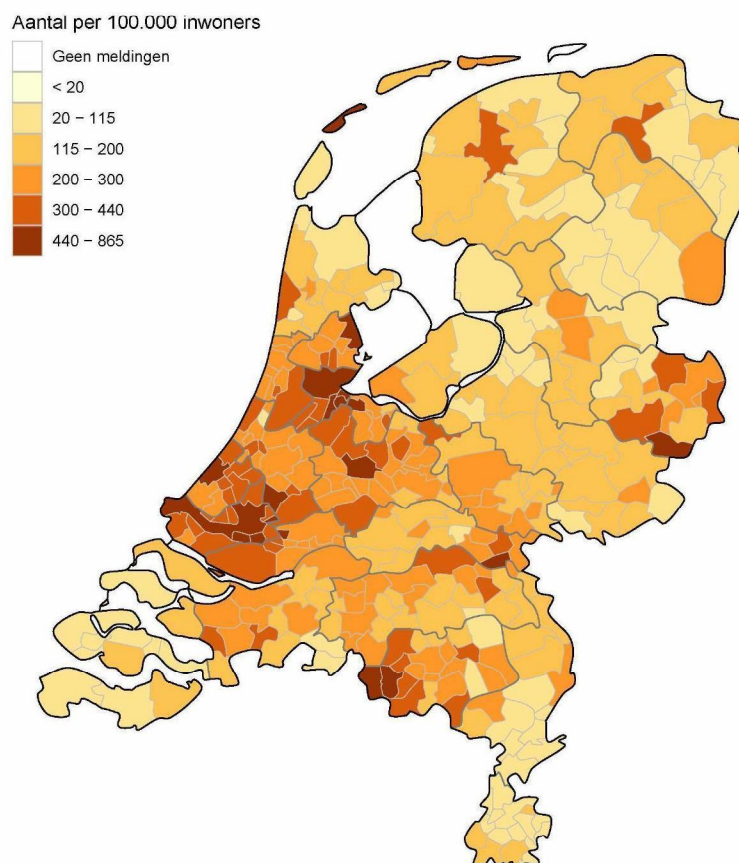 Aantal per 100.000 inwoners
Geen meldingen
< 20
20 – 115
115 – 200
200 – 300
300 – 440
440 – 865